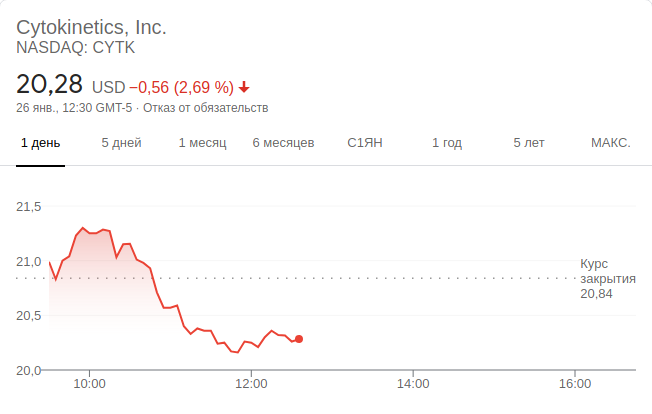 Cytokinetics, Inc.
NASDAQ: CYTK
20,28 USD −0,56 (2,69 %)
26 янв., 12:30 GMT-5 · Отказ от обязательств
1 день 5 дней 1 месяц 6 месяцев С1ЯН 1 год 5 лет МАКС.
21,5
21,0
Курс
закрытия
20,84
20,5
20,0
10:00 12:00 14:00 16:00